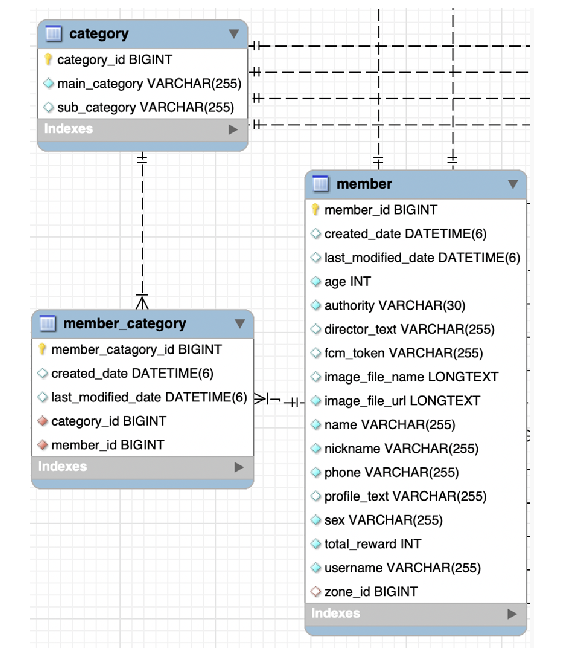 category
category_id BIGINT
main_category VARCHAR(255)
sub_category VARCHAR(255)
Indexes
member
member_id BIGINT
created_date DATETIME(6)
last_modified_date DATETIME(6)
age INT
authority VARCHAR(30)
director_text VARCHAR(255)
fcm_token VARCHAR(255)
image_file_name LONGTEXT
image_file_url LONGTEXT
name VARCHAR(255)
nickname VARCHAR(255)
phone VARCHAR(255)
profile_text VARCHAR(255)
sex VARCHAR(255)
total_reward INT
username VARCHAR(255)
zone_id BIGINT
Indexes
member_category
member_catagory_id BIGINT
created_date DATETIME(6)
last_modified_date DATETIME(6)
category_id BIGINT
member_id BIGINT
Indexes